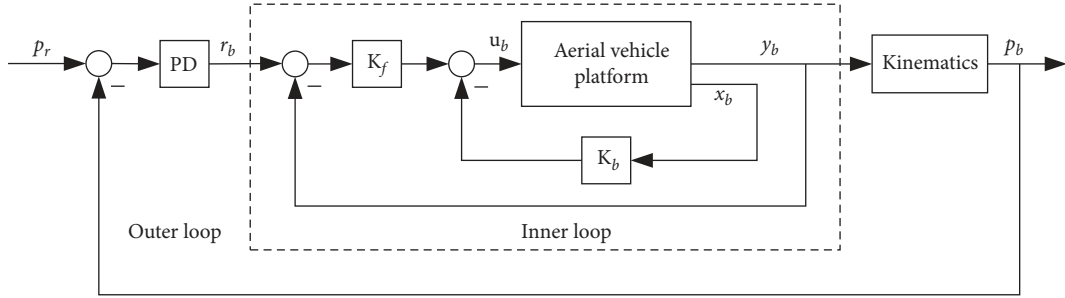 p_r
PD
r_b
K_f
u_b
Aerial vehicle
platform
y_b
x_b
Kinematics
p_b
−
−
−
K_b
Outer loop
Inner loop